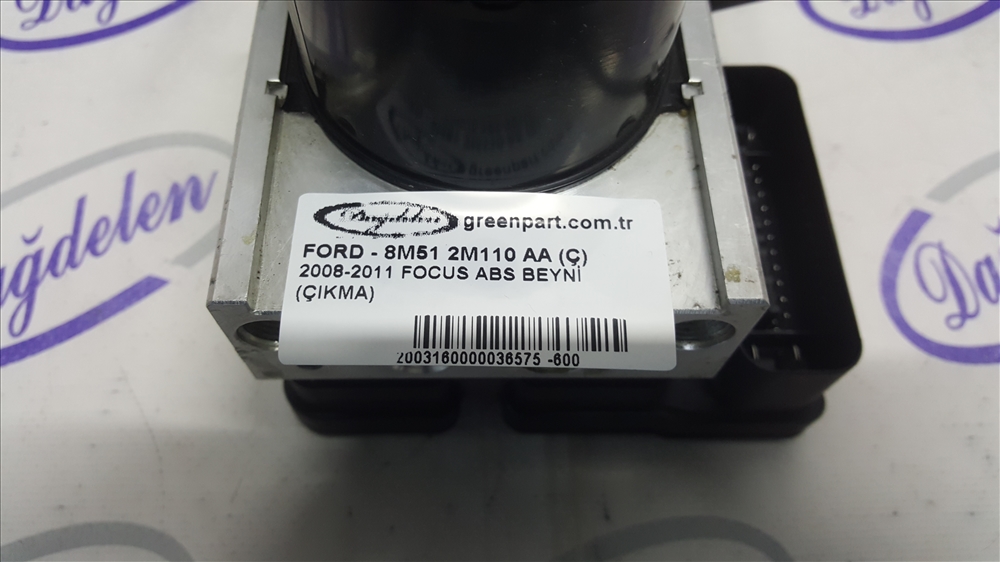 Dağdelen
Dağdelen greenpart.com.tr
FORD - 8M51 2M110 AA (Ç)
2008-2011 FOCUS ABS BEYNİ
(ÇIKMA)
2003160000036575 -600
Dağ